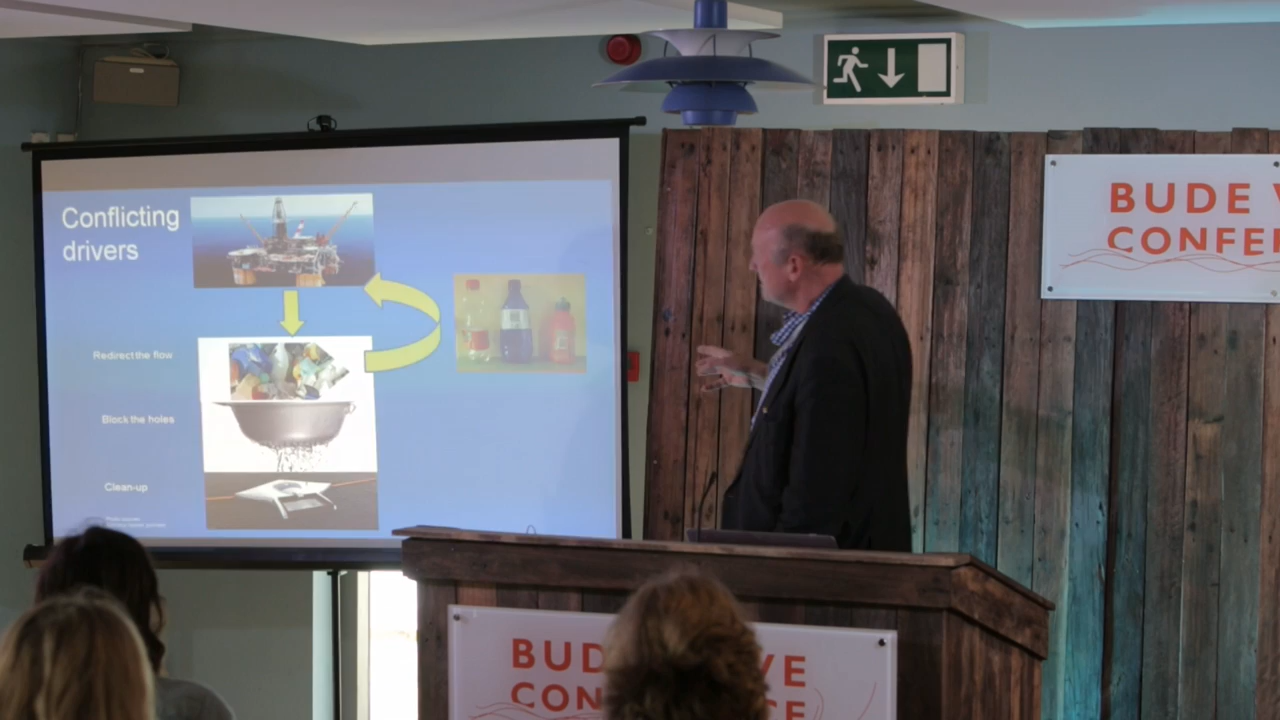 Conflicting
drivers
Redirect the flow
Block the holes
Clean-up
BUDE
CONFE
BUD VE
CON CE